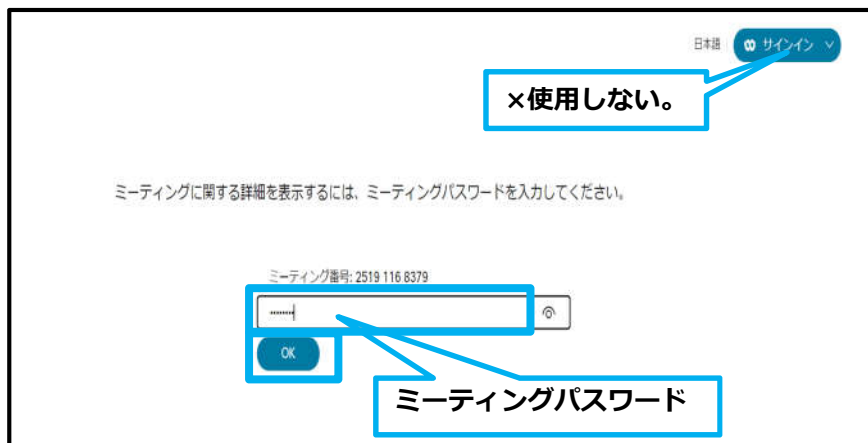 日本語 サインイン
×使用しない。
ミーティングに関する詳細を表示するには、ミーティングパスワードを入力してください。
ミーティング番号: 2519 116 8379
OK
ミーティングパスワード